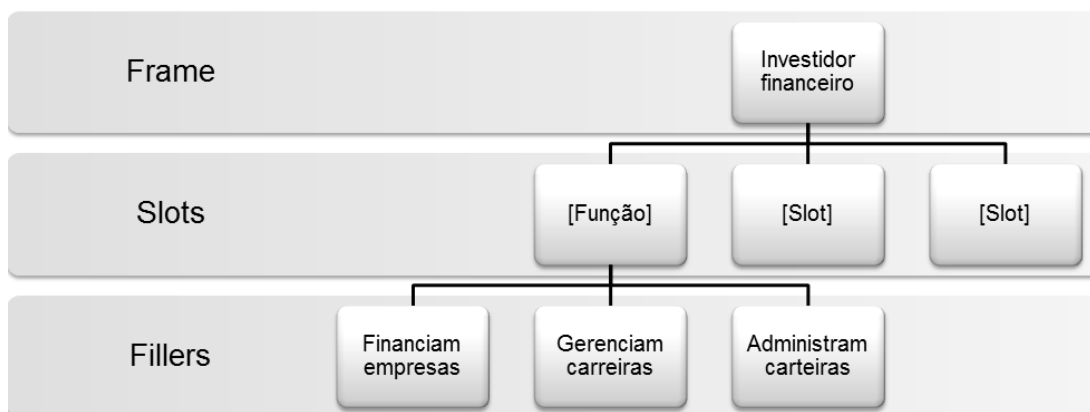 Frame
Investidor
financeiro
Slots
[Função]
[Slot]
[Slot]
Fillers
Financiam
empresas
Gerenciam
carreiras
Administram
carteiras